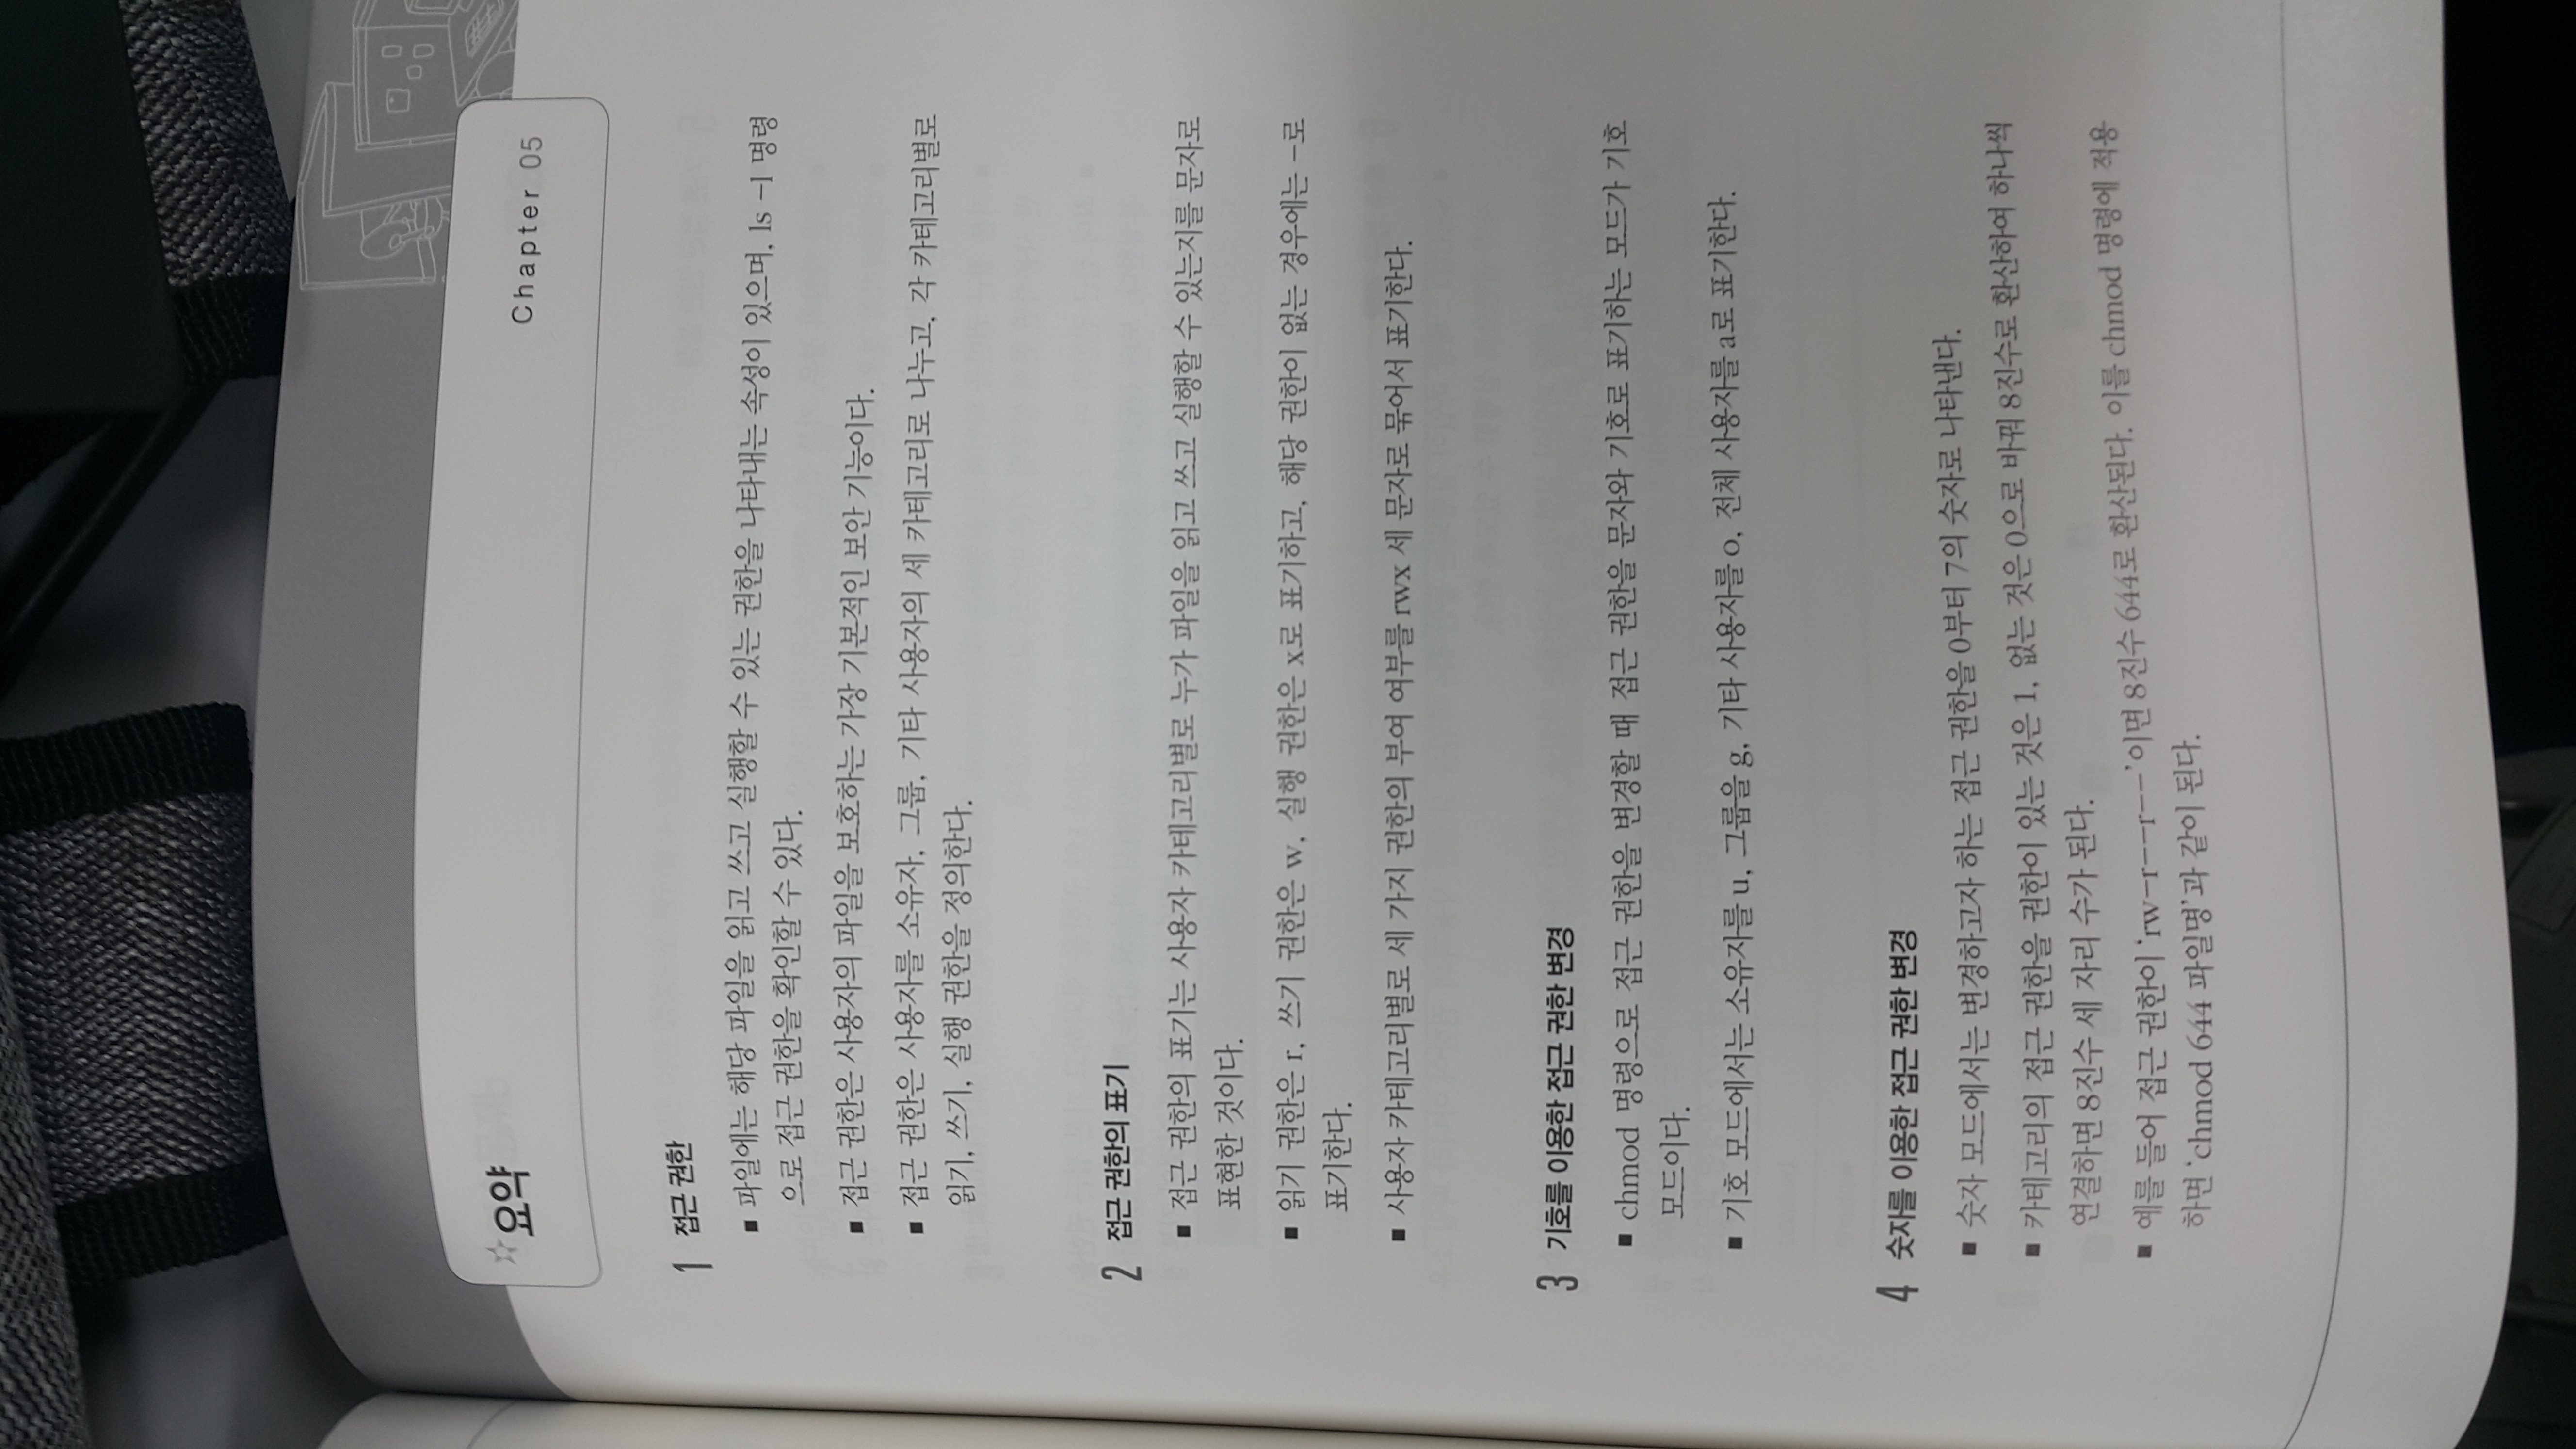 요약
Chapter 05
1 접근 권한
▪ 파일에는 해당 파일을 읽고 쓰고 실행할 수 있는 권한을 나타내는 속성이 있으며, ls -l 명령
으로 접근 권한을 확인할 수 있다.
▪ 접근 권한은 사용자의 파일을 보호하는 가장 기본적인 보안 기능이다.
▪ 접근 권한은 사용자를 소유자, 그룹, 기타 사용자의 세 카테고리로 나누고, 각 카테고리별로
읽기, 쓰기, 실행 권한을 정의한다.
2 접근 권한의 표기
▪ 접근 권한의 표기는 사용자 카테고리별로 누가 파일을 읽고 쓰고 실행할 수 있는지를 문자로
표현한 것이다.
▪ 읽기 권한은 r, 쓰기 권한은 w, 실행 권한은 x로 표기하고, 해당 권한이 없는 경우에는 -로
표기한다.
▪ 사용자 카테고리별로 세 가지 권한의 부여 여부를 rwx 세 문자로 묶어서 표기한다.
3 기호를 이용한 접근 권한 변경
▪ chmod 명령으로 접근 권한을 변경할 때 접근 권한을 문자와 기호로 표기하는 모드가 기호
모드이다.
▪ 기호 모드에서는 소유자를 u, 그룹을 g, 기타 사용자를 o, 전체 사용자를 a로 표기한다.
4 숫자를 이용한 접근 권한 변경
▪ 숫자 모드에서는 변경하고자 하는 접근 권한을 0부터 7의 숫자로 나타낸다.
▪ 카테고리의 접근 권한을 권한이 있는 것은 1, 없는 것은 0으로 바꿔 8진수로 환산하여 하나씩
연결하면 8진수 세 자리 수가 된다.
▪ 예를 들어 접근 권한이 'rw-r--r--'이면 8진수 644로 환산된다. 이를 chmod 명령에 적용
하면 'chmod 644 파일명'과 같이 된다.